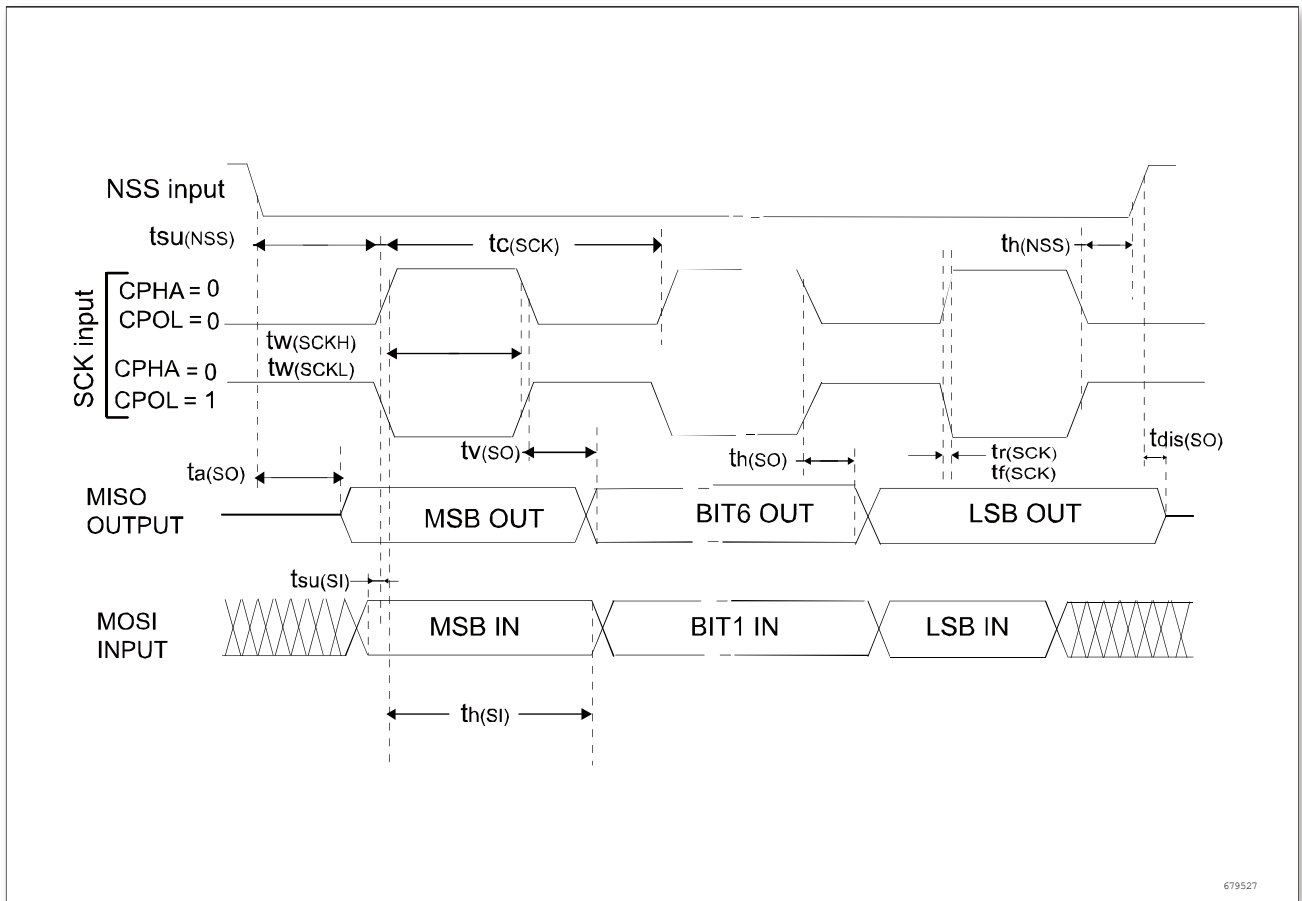 NSS input
tsu(NSS)
tc(SCK)
th(NSS)
SCK input
CPHA = 0
CPOL = 0
tw(SCKH)
tw(SCKL)
CPHA = 0
CPOL = 1
tv(SO)
th(SO)
tr(SCK)
tf(SCK)
tdis(SO)
ta(SO)
MISO
OUTPUT
MSB OUT
BIT6 OUT
LSB OUT
tsu(SI)
MOSI
INPUT
MSB IN
BIT1 IN
LSB IN
th(SI)
679527